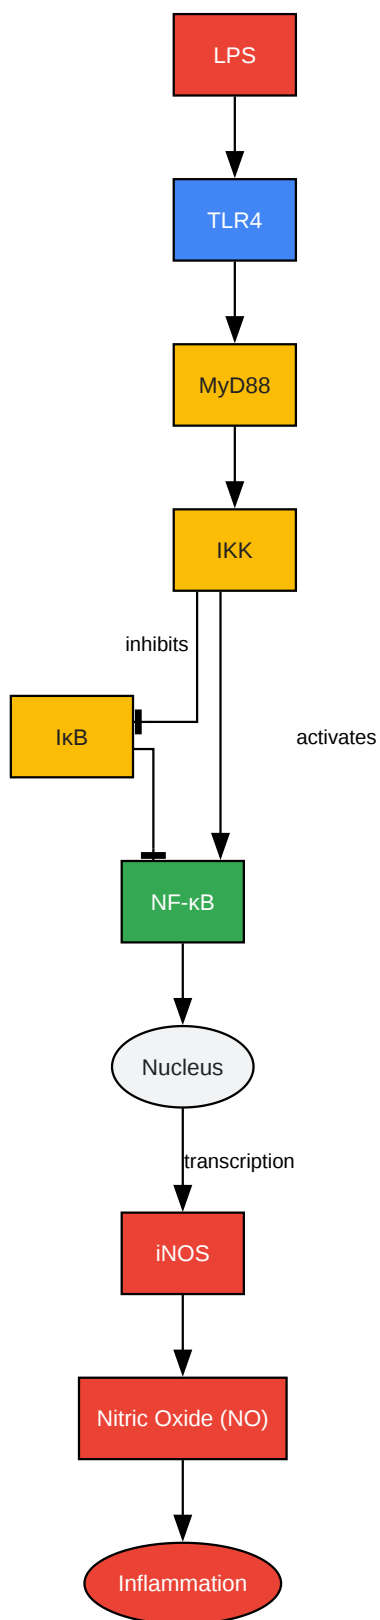 LPS
TLR4
MyD88
IKK
inhibits
IκB
activates
NF-κB
Nucleus
transcription
iNOS
Nitric Oxide (NO)
Inflammation